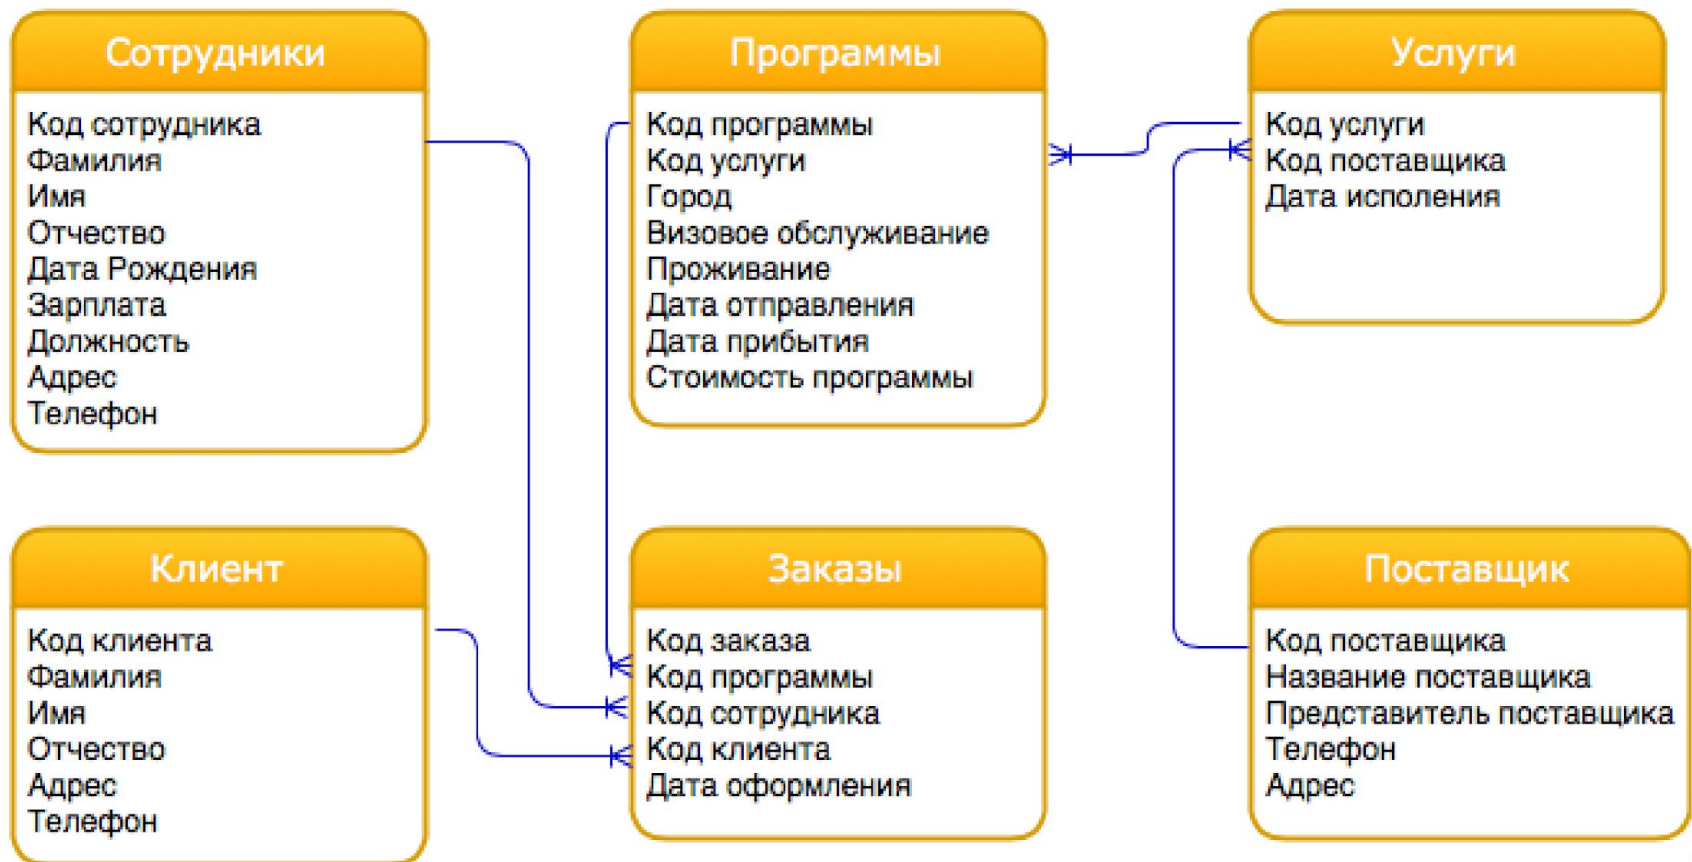 Сотрудники
Код сотрудника
Фамилия
Имя
Отчество
Дата Рождения
Зарплата
Должность
Адрес
Телефон
Программы
Код программы
Код услуги
Город
Визовое обслуживание
Проживание
Дата отправления
Дата прибытия
Стоимость программы
Услуги
Код услуги
Код поставщика
Дата исполения
Клиент
Код клиента
Фамилия
Имя
Отчество
Адрес
Телефон
Заказы
Код заказа
Код программы
Код сотрудника
Код клиента
Дата оформления
Поставщик
Код поставщика
Название поставщика
Представитель поставщика
Телефон
Адрес